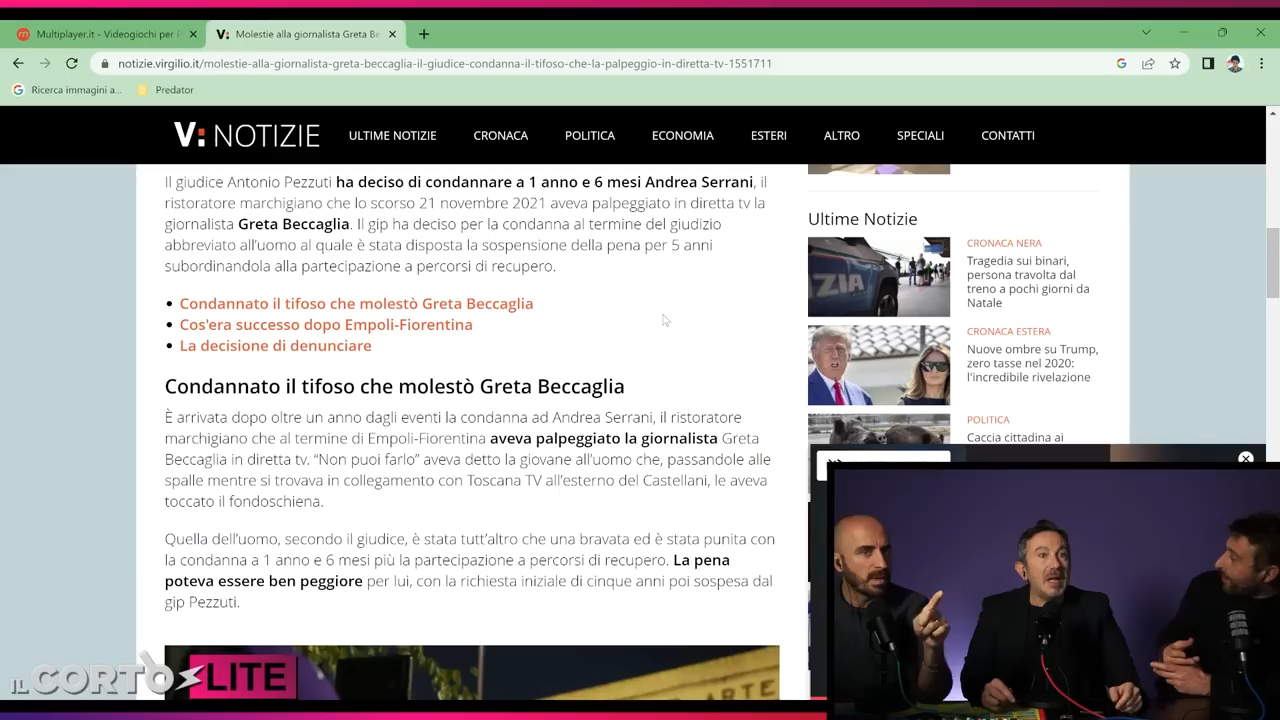 Multiplayer.it - Videogiochi per
Molestie alla giornalista Greta Be
notizie.virgilio.it/molestie-alla-giornalista-greta-beccaglia-il-giudice-condanna-il-tifoso-che-la-palpeggio-in-diretta-tv-1551711
Ricerca immagini a...
Predator
V: NOTIZIE
ULTIME NOTIZIE
CRONACA
POLITICA
ECONOMIA
ESTERI
ALTRO
SPECIALI
CONTATTI
Il giudice Antonio Pezzuti ha deciso di condannare a 1 anno e 6 mesi Andrea Serrani, il
ristoratore marchigiano che lo scorso 21 novembre 2021 aveva palpeggiato in diretta tv la
giornalista Greta Beccaglia. Il gip ha deciso per la condanna al termine del giudizio
abbreviato all’uomo al quale è stata disposta la sospensione della pena per 5 anni
subordinandola alla partecipazione a percorsi di recupero.
Condannato il tifoso che molestò Greta Beccaglia
Cos'era successo dopo Empoli-Fiorentina
La decisione di denunciare
Condannato il tifoso che molestò Greta Beccaglia
È arrivata dopo oltre un anno dagli eventi la condanna ad Andrea Serrani, il ristoratore
marchigiano che al termine di Empoli-Fiorentina aveva palpeggiato la giornalista Greta
Beccaglia in diretta tv. “Non puoi farlo” aveva detto la giovane all’uomo che, passandole alle
spalle mentre si trovava in collegamento con Toscana TV all’esterno del Castellani, le aveva
toccato il fondoschiena.
Quella dell’uomo, secondo il giudice, è stata tutt’altro che una bravata ed è stata punita con
la condanna a 1 anno e 6 mesi più la partecipazione a percorsi di recupero. La pena
poteva essere ben peggiore per lui, con la richiesta iniziale di cinque anni poi sospesa dal
gip Pezzuti.
Ultime Notizie
CRONACA NERA
Tragedia sui binari,
persona travolta dal
treno a pochi giorni da
Natale
CRONACA ESTERA
Nuove ombre su Trump,
zero tasse nel 2020:
l'incredibile rivelazione
POLITICA
Caccia cittadina ai
IZIA
ARTE
IL CORTO LITE